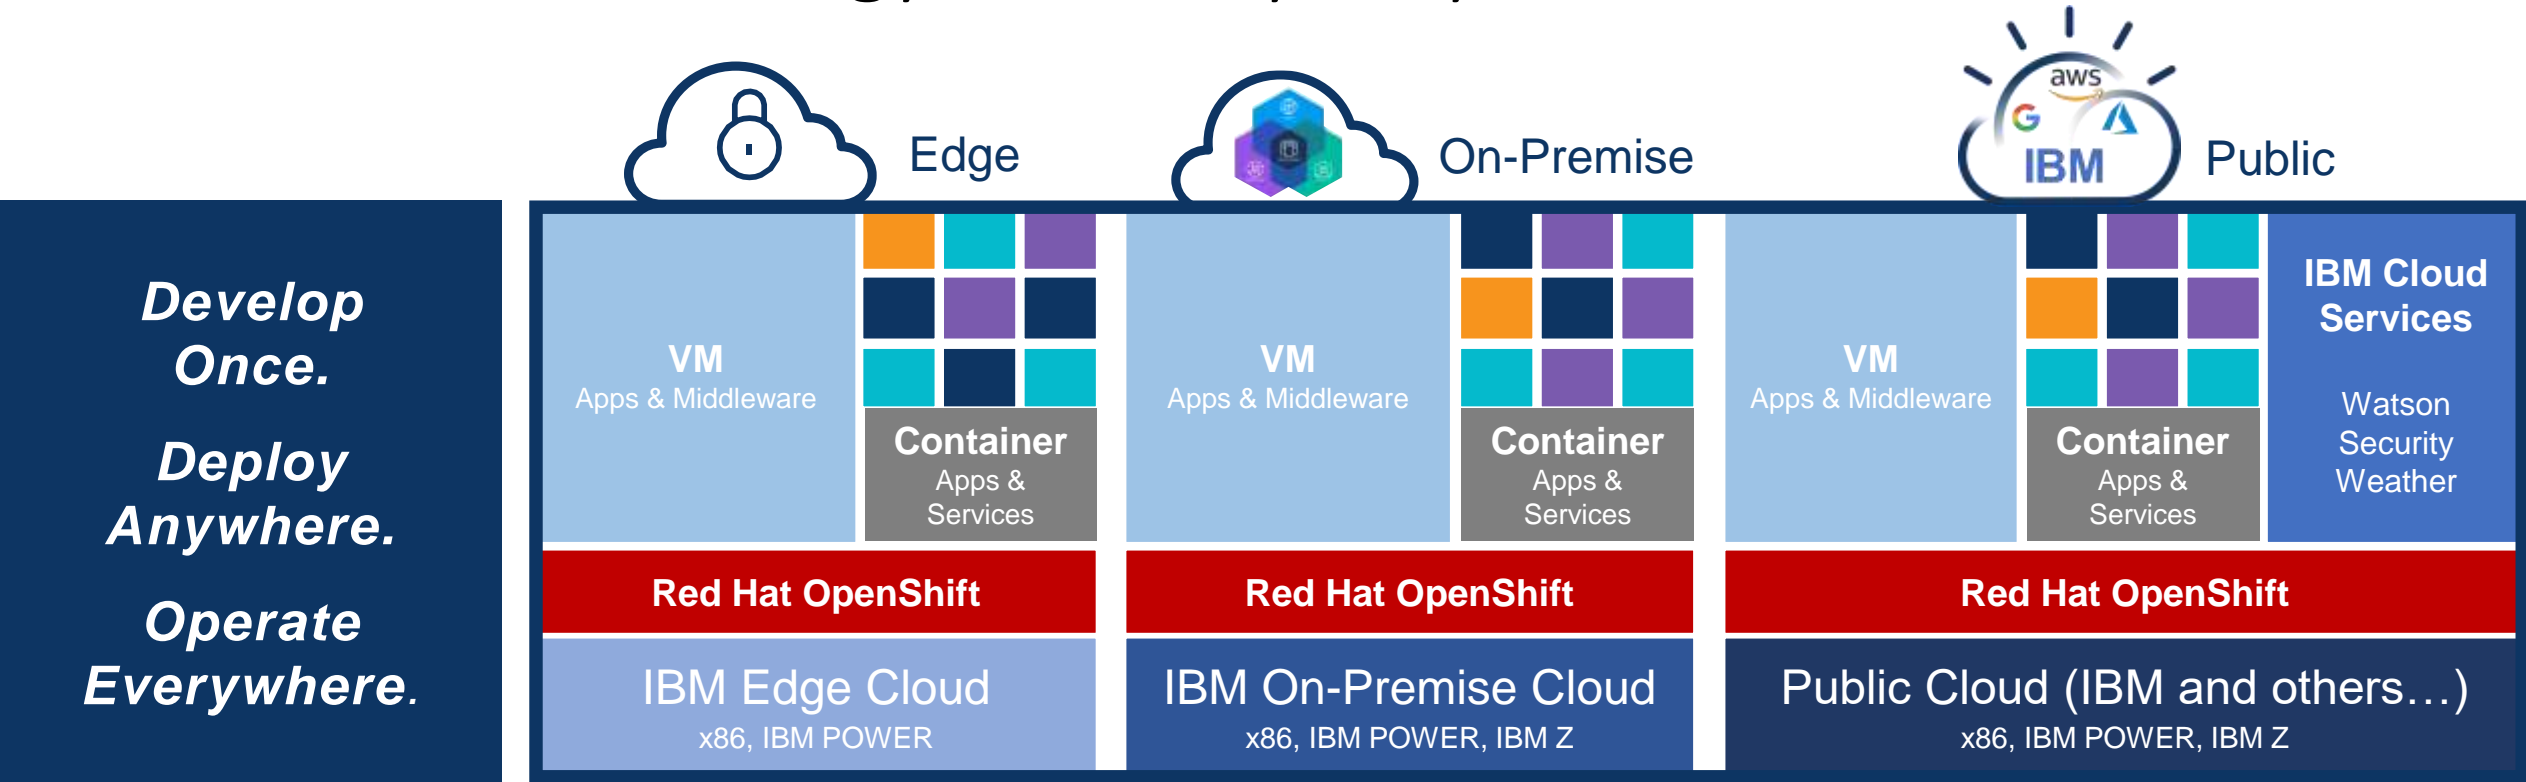 Edge
On-Premise
aws
G
IBM
Public
Develop
Once.
Deploy
Anywhere.
Operate
Everywhere.
VM
Apps & Middleware
Container
Apps &
Services
Red Hat OpenShift
IBM Edge Cloud
x86, IBM POWER
VM
Apps & Middleware
Container
Apps &
Services
Red Hat OpenShift
IBM On-Premise Cloud
x86, IBM POWER, IBM Z
VM
Apps & Middleware
Container
Apps &
Services
IBM Cloud
Services
Watson
Security
Weather
Red Hat OpenShift
Public Cloud (IBM and others…)
x86, IBM POWER, IBM Z